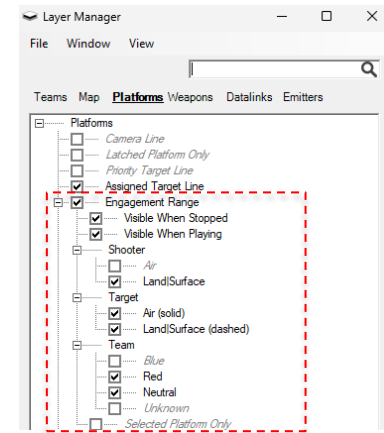 Layer Manager
File Window View
Teams Map Platforms Weapons Datalinks Emitters
Platforms
Camera Line
Latched Platform Only
Priority Target Line
Assigned Target Line
Engagement Range
Visible When Stopped
Visible When Playing
Shooter
Air
Land|Surface
Target
Air (solid)
Land|Surface (dashed)
Team
Blue
Red
Neutral
Unknown
Selected Platform Only